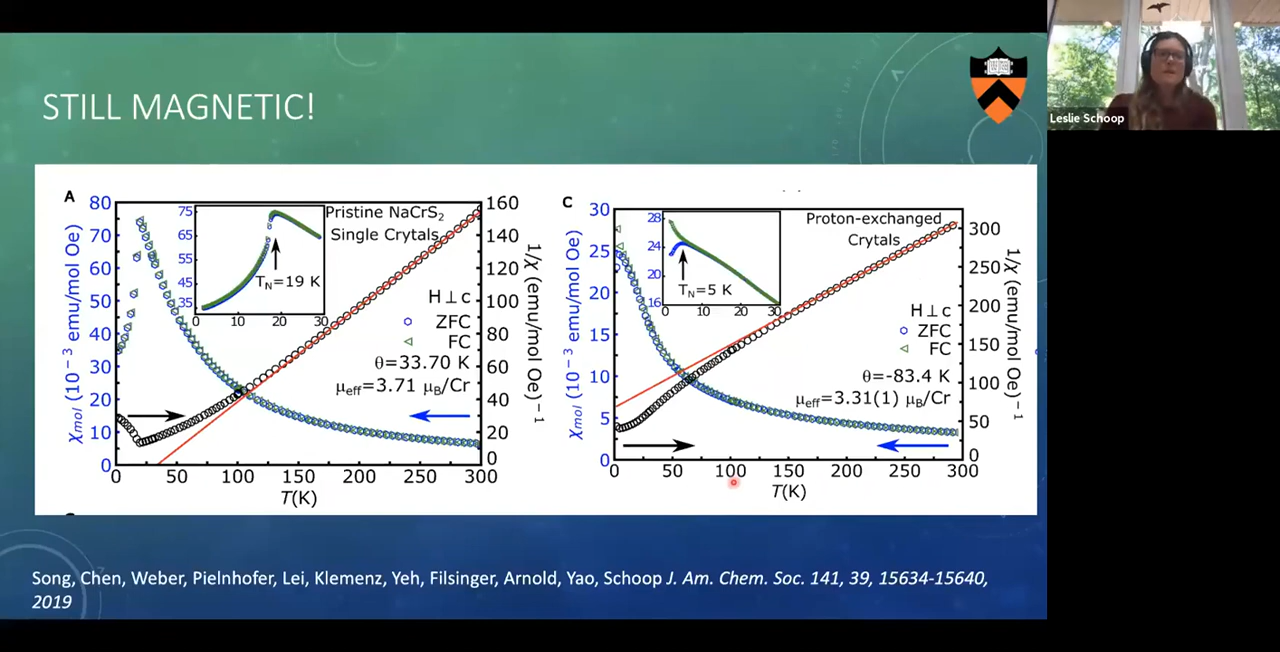 STILL MAGNETIC!
Leslie Schoop
A
80
70
60
50
40
30
20
10
0
χmol (10⁻³ emu/mol Oe)
75
65
55
45
35
0 10 20 30
TN=19 K
Pristine NaCrS₂
Single Crytals
H⊥c
ZFC
FC
θ=33.70 K
μeff=3.71 μB/Cr
160
140
120
100
80
60
40
20
0
1/χ (emu/mol Oe)⁻¹
0 50 100 150 200 250 300
T(K)
C
30
25
20
15
10
5
0
χmol (10⁻³ emu/mol Oe)
28
24
20
16
0 10 20 30
TN=5 K
Proton-exchanged
Crytals
H⊥c
ZFC
FC
θ=-83.4 K
μeff=3.31(1) μB/Cr
300
250
200
150
100
50
0
1/χ (emu/mol Oe)⁻¹
0 50 100 150 200 250 300
T(K)
Song, Chen, Weber, Pielnhofer, Lei, Klemenz, Yeh, Filsinger, Arnold, Yao, Schoop J. Am. Chem. Soc. 141, 39, 15634-15640,
2019